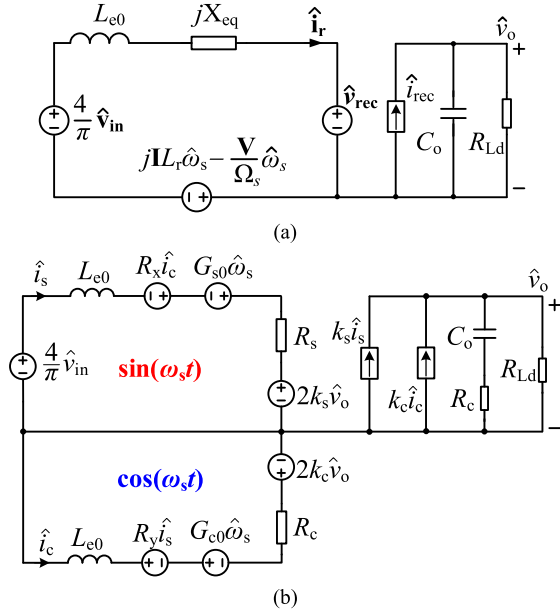 L_e0 jX_eq î_r v̂_o
+
4/π v̂_in v̂_rec î_rec C_o R_Ld
jIL_r ω̂_s − V/Ω_s ω̂_s −
(a)
î_s L_e0 R_x î_c G_s0 ω̂_s v̂_o
+
R_s k_s î_s C_o
4/π v̂_in sin(ω_s t) R_Ld
2k_s v̂_o k_c î_c R_c
−
cos(ω_s t) 2k_c v̂_o
î_c L_e0 R_y î_s G_c0 ω̂_s R_c
(b)